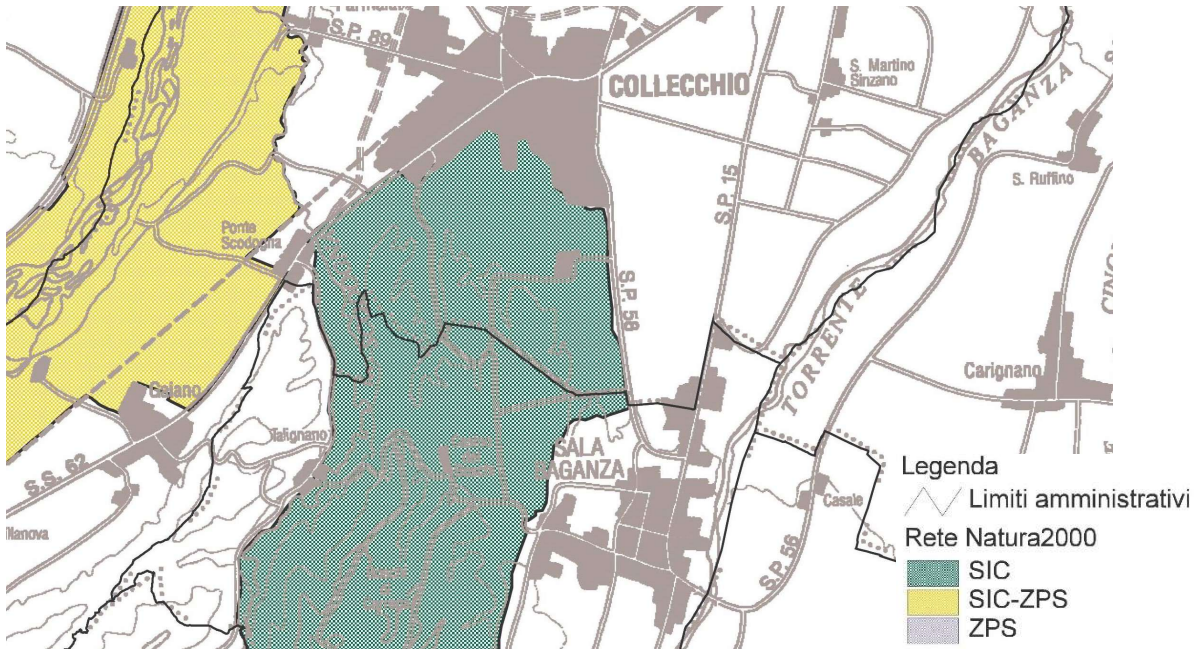 S.P. 89
COLLECCHIO
S. Martino
Sinzano
BAGANZA
S. Ruffino
S.P. 15
Ponte
Scodogna
S.P. 58
TORRENTE
Carignano
Gaiano
Talignano
SALA
BAGANZA
S.S. 62
Casale
S.P. 56
Legenda
Limiti amministrativi
Rete Natura2000
SIC
SIC-ZPS
ZPS